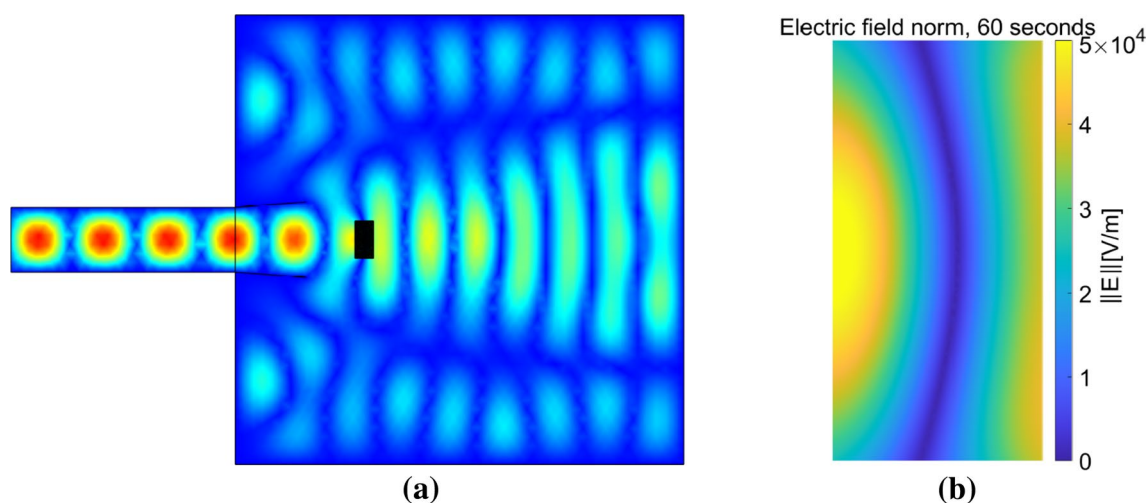 Electric field norm, 60 seconds
5×10⁴
4
3
2
1
0
||E||[V/m]
(a)
(b)